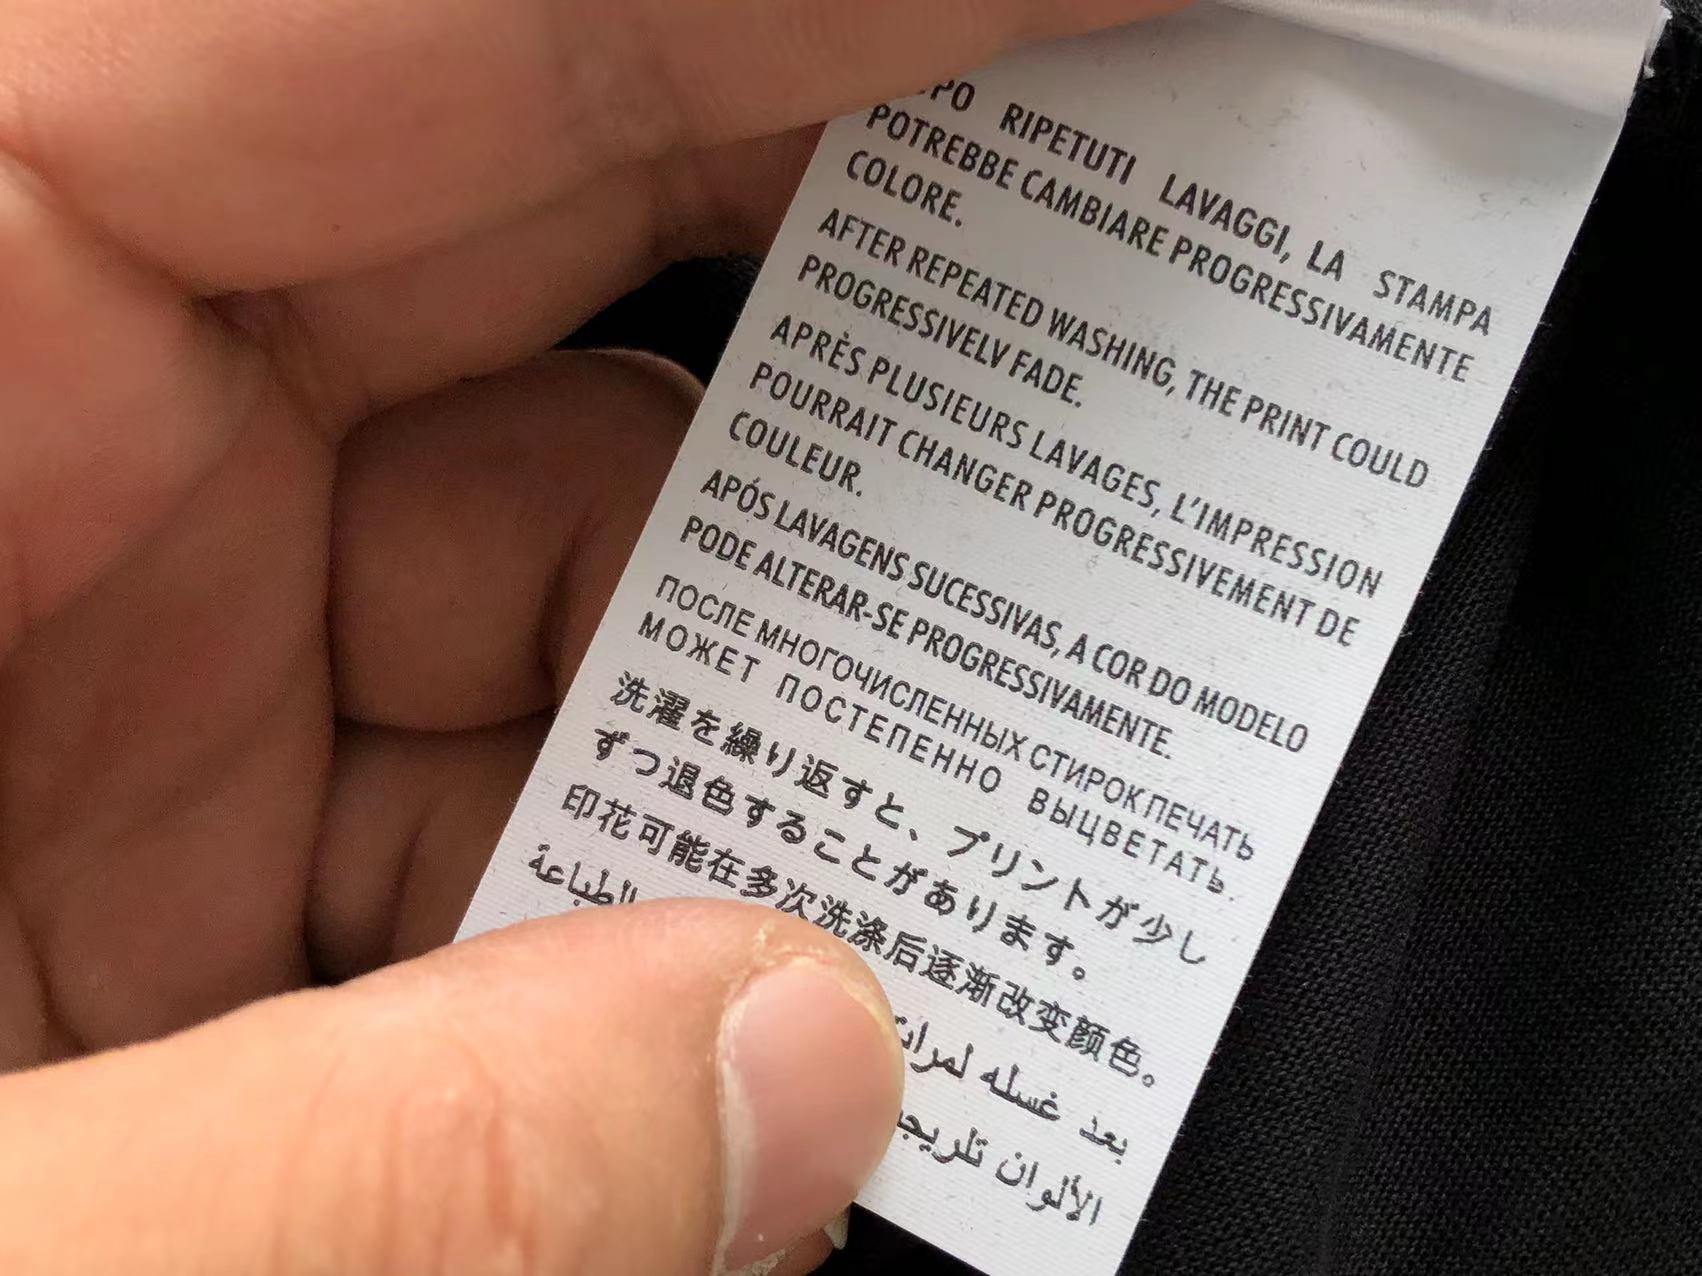 RIPETUTI LAVAGGI, LA STAMPA
POTREBBE CAMBIARE PROGRESSIVAMENTE
COLORE.
AFTER REPEATED WASHING, THE PRINT COULD
PROGRESSIVELV FADE.
APRÈS PLUSIEURS LAVAGES, L'IMPRESSION
POURRAIT CHANGER PROGRESSIVEMENT DE
COULEUR.
APÓS LAVAGENS SUCESSIVAS, A COR DO MODELO
PODE ALTERAR-SE PROGRESSIVAMENTE.
ПОСЛЕ МНОГОЧИСЛЕННЫХ СТИРОК ПЕЧАТЬ
МОЖЕТ ПОСТЕПЕННО ВЫЦВЕТАТЬ.
洗濯を繰り返すと、プリントが少し
ずつ退色することがあります。
印花可能在多次洗涤后逐渐改变颜色。
بعد غسله الطباعة
الألوان